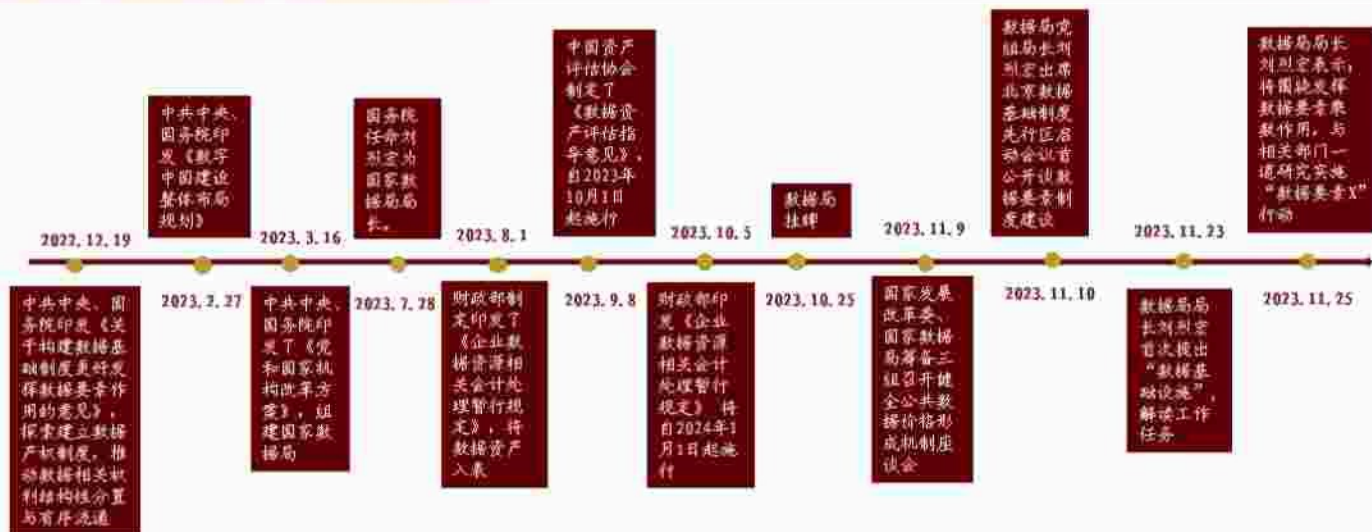 2022.12.19
中共中央、国
务院印发《关
于构建数据基
础制度更好发
挥数据要素作
用的意见》，
探索建立数据
产权制度，推
动数据相关权
利结构性分置
与有序流通
中共中央、
国务院印
发《数字
中国建设
整体布局
规划》
2023.2.27
2023.3.16
中共中央、
国务院印
发了《党
和国家机
构改革方
案》，组
建国家数
据局
国务院
任命刘
烈宏为
国家数
据局局
长。
2023.7.28
2023.8.1
财政部制
定印发了
《企业数
据资源相
关会计处
理暂行规
定》，将
数据资产
入表
中国资产
评估协会
制定了
《数据资
产评估指
导意见》，
自2023年
10月1日
起施行
2023.9.8
2023.10.5
财政部印
发《企业
数据资源
相关会计
处理暂行
规定》 将
自2024年1
月1日起施
行
数据局
挂牌
2023.10.25
2023.11.9
国家发展
改革委、
国家数据
局筹备三
组召开健
全公共数
据价格形
成机制座
谈会
数据局党
组局长刘
烈宏出席
北京数据
基础制度
先行区启
动会议首
公开谈数
据要素制
度建设
2023.11.10
2023.11.23
数据局局
长刘烈宏
首次提出
“数据基
础设施”，
解读工作
任务
数据局局长
刘烈宏表示，
将围绕发挥
数据要素乘
数作用，与
相关部门一
道研究实施
“数据要素X”
行动
2023.11.25